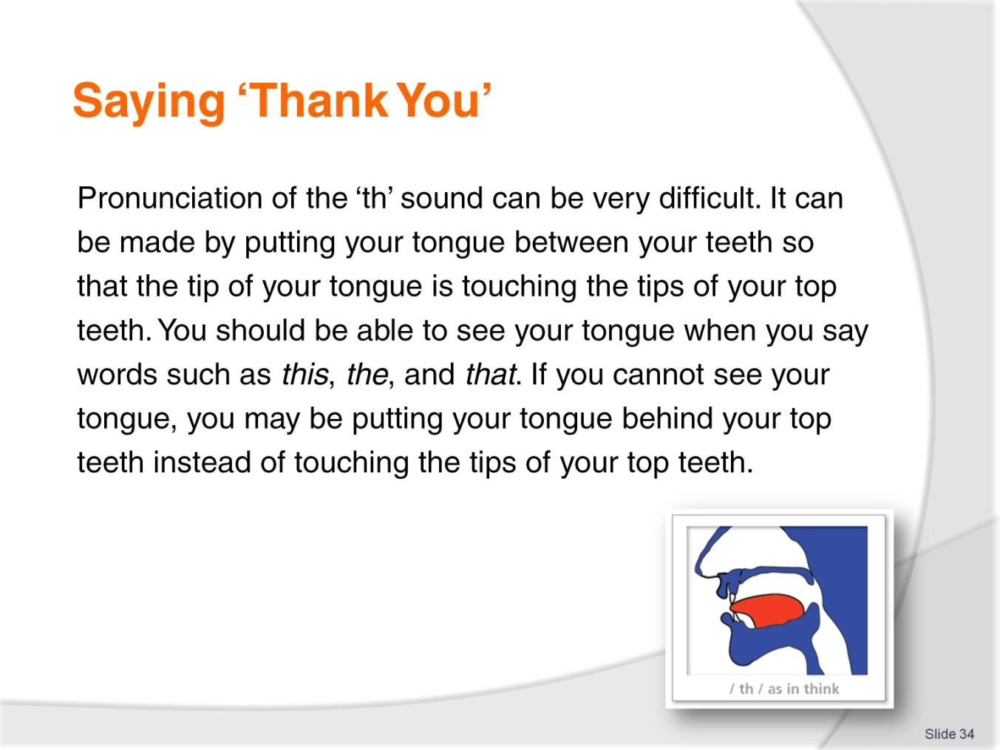 Saying ‘Thank You’
Pronunciation of the ‘th’ sound can be very difficult. It can
be made by putting your tongue between your teeth so
that the tip of your tongue is touching the tips of your top
teeth. You should be able to see your tongue when you say
words such as this, the, and that. If you cannot see your
tongue, you may be putting your tongue behind your top
teeth instead of touching the tips of your top teeth.
/ th / as in think
Slide 34